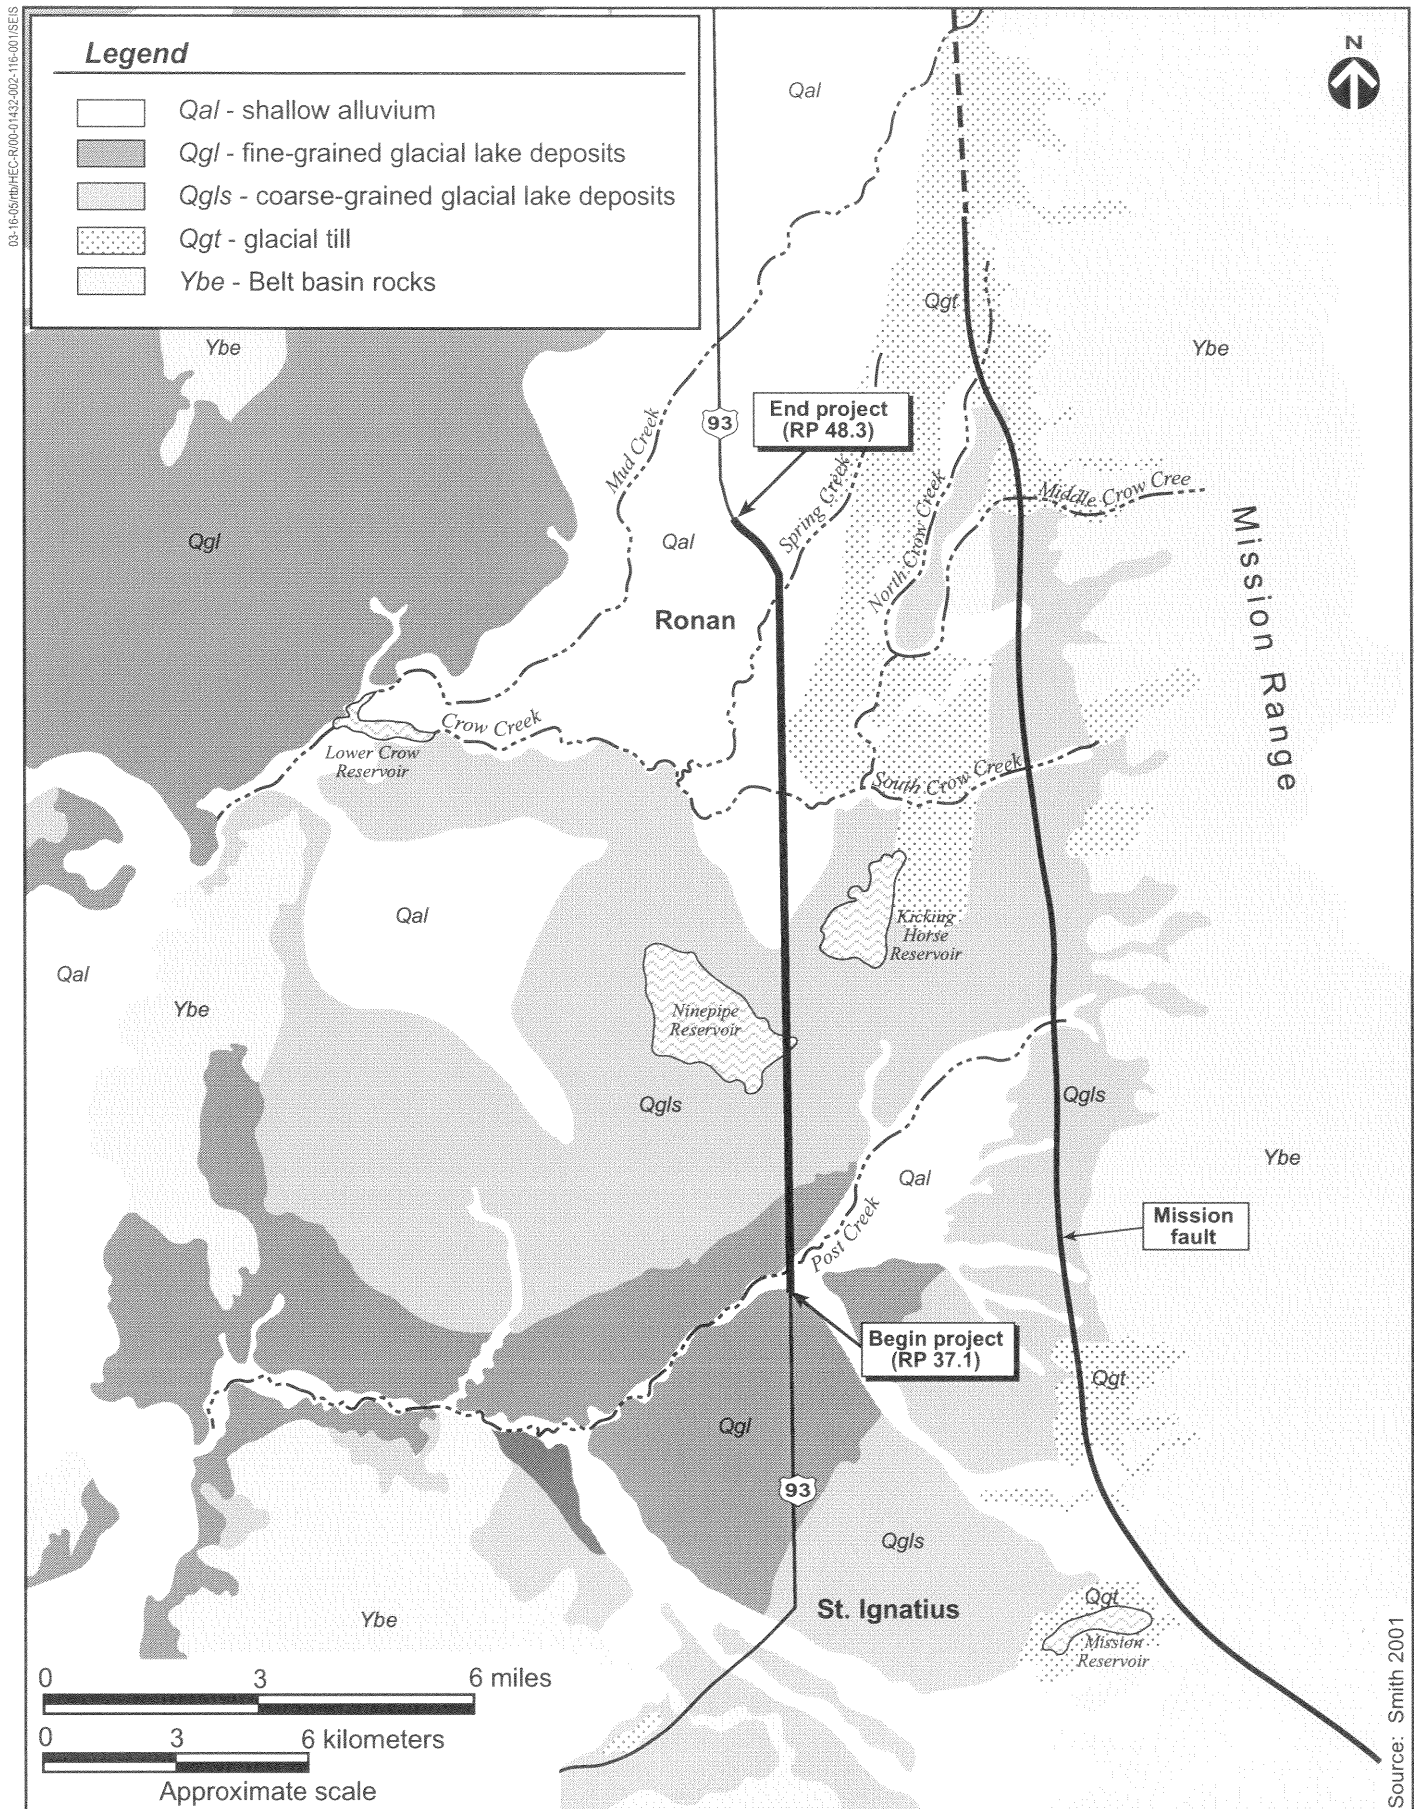 03-16-05/rtb/HEC-R/00-01432-002-116-001/SEIS
Legend
Qal - shallow alluvium
Qgl - fine-grained glacial lake deposits
Qgls - coarse-grained glacial lake deposits
Qgt - glacial till
Ybe - Belt basin rocks
N
Qal
Qgt
Ybe
Ybe
93
End project
(RP 48.3)
Mud Creek
Spring Creek
North Crow Creek
Middle Crow Cree
Mission Range
Qgl
Qal
Ronan
Crow Creek
Lower Crow
Reservoir
South Crow Creek
Qal
Kicking
Horse
Reservoir
Qal
Ybe
Ninepipe
Reservoir
Qgls
Qgls
Ybe
Qal
Post Creek
Mission
fault
Begin project
(RP 37.1)
Qgt
Qgl
93
Qgls
Qgt
St. Ignatius
Ybe
Mission
Reservoir
0 3 6 miles
0 3 6 kilometers
Approximate scale
Source: Smith 2001